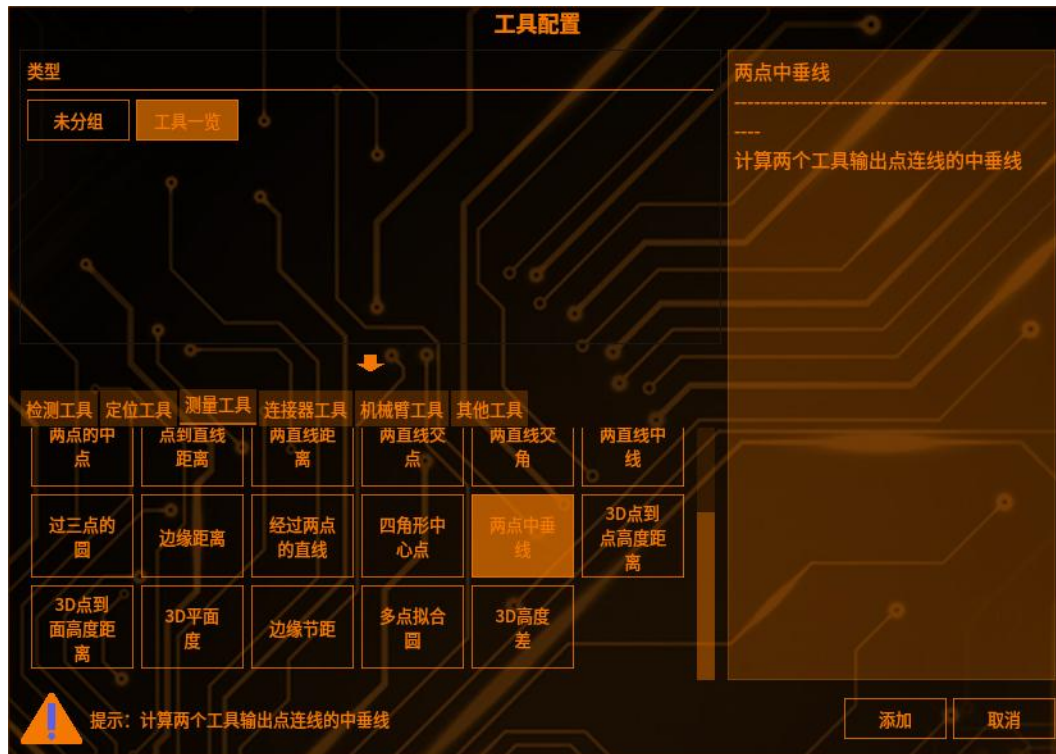 工具配置
类型
未分组
工具一览
两点中垂线
------------------------------------------------
----
计算两个工具输出点连线的中垂线
检测工具
定位工具
测量工具
连接器工具
机械臂工具
其他工具
两点的中
点
点到直线
距离
两直线距
离
两直线交
点
两直线交
角
两直线中
线
过三点的
圆
边缘距离
经过两点
的直线
四角形中
心点
两点中垂
线
3D点到
点高度距
离
3D点到
面高度距
离
3D平面
度
边缘节距
多点拟合
圆
3D高度
差
提示：计算两个工具输出点连线的中垂线
添加
取消